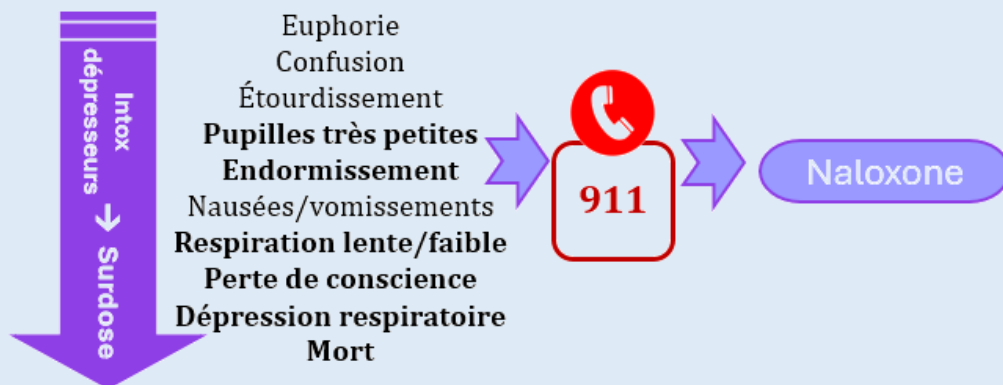 Intox
dépresseurs → Surdose
Euphorie
Confusion
Étourdissement
Pupilles très petites
Endormissement
Nausées/vomissements
Respiration lente/faible
Perte de conscience
Dépression respiratoire
Mort
911
Naloxone